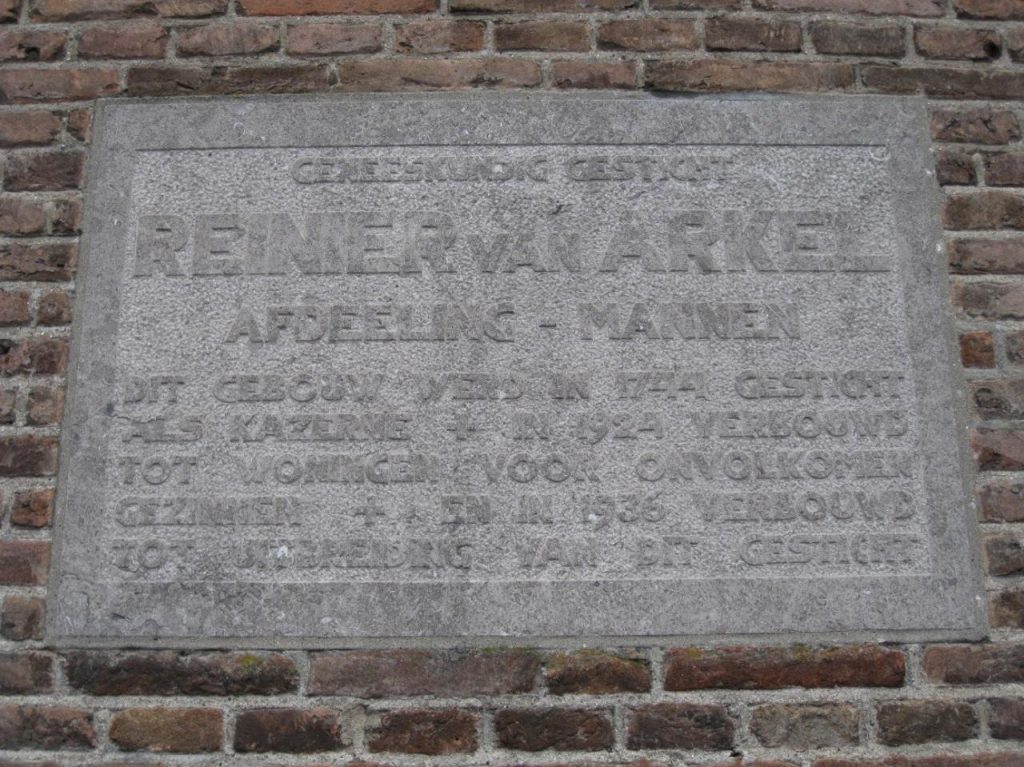 GENEESKUNDIG GESTICHT
REINIER VAN ARKEL
AFDEELING - MANNEN
DIT GEBOUW WERD IN 1744 GESTICHT
ALS KAZERNE + IN 1924 VERBOUWD
TOT WONINGEN VOOR ONVOLKOMEN
GEZINNEN + EN IN 1936 VERBOUWD
TOT UITBREIDING VAN DIT GESTICHT